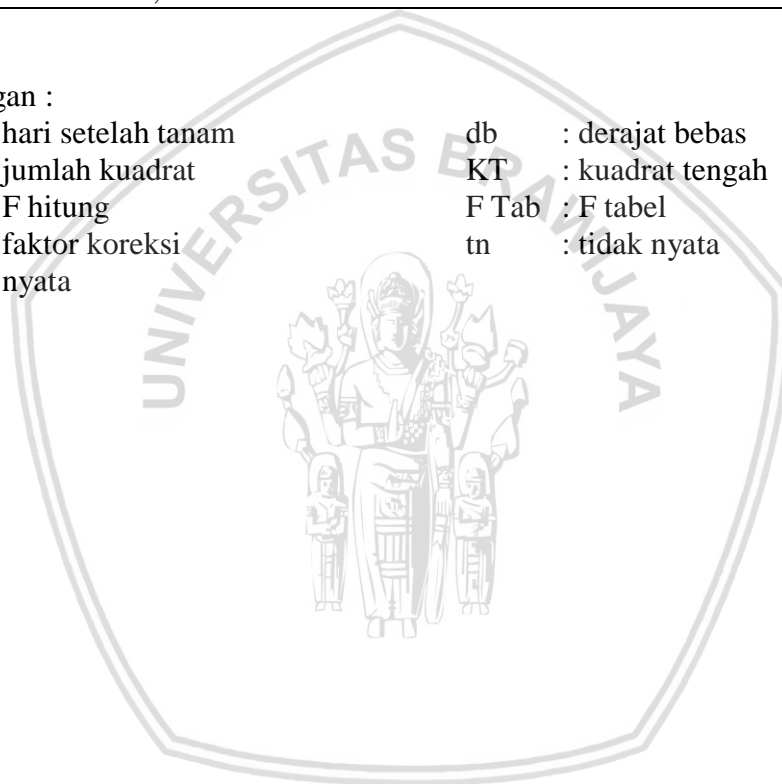 gan :
hari setelah tanam db : derajat bebas
jumlah kuadrat KT : kuadrat tengah
F hitung F Tab : F tabel
faktor koreksi tn : tidak nyata
nyata
UNIVERSITAS BRAWIJAYA